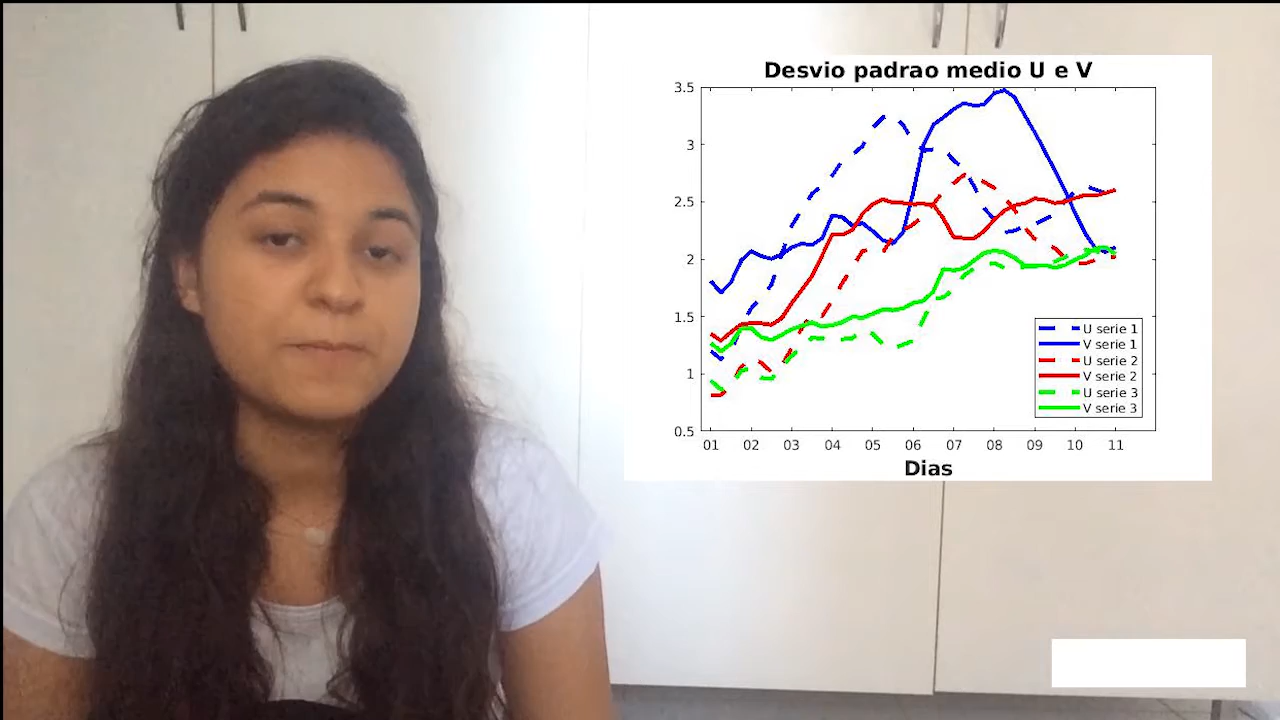 Desvio padrao medio U e V
3.5
3
2.5
2
1.5
1
0.5
U serie 1
V serie 1
U serie 2
V serie 2
U serie 3
V serie 3
01 02 03 04 05 06 07 08 09 10 11
Dias